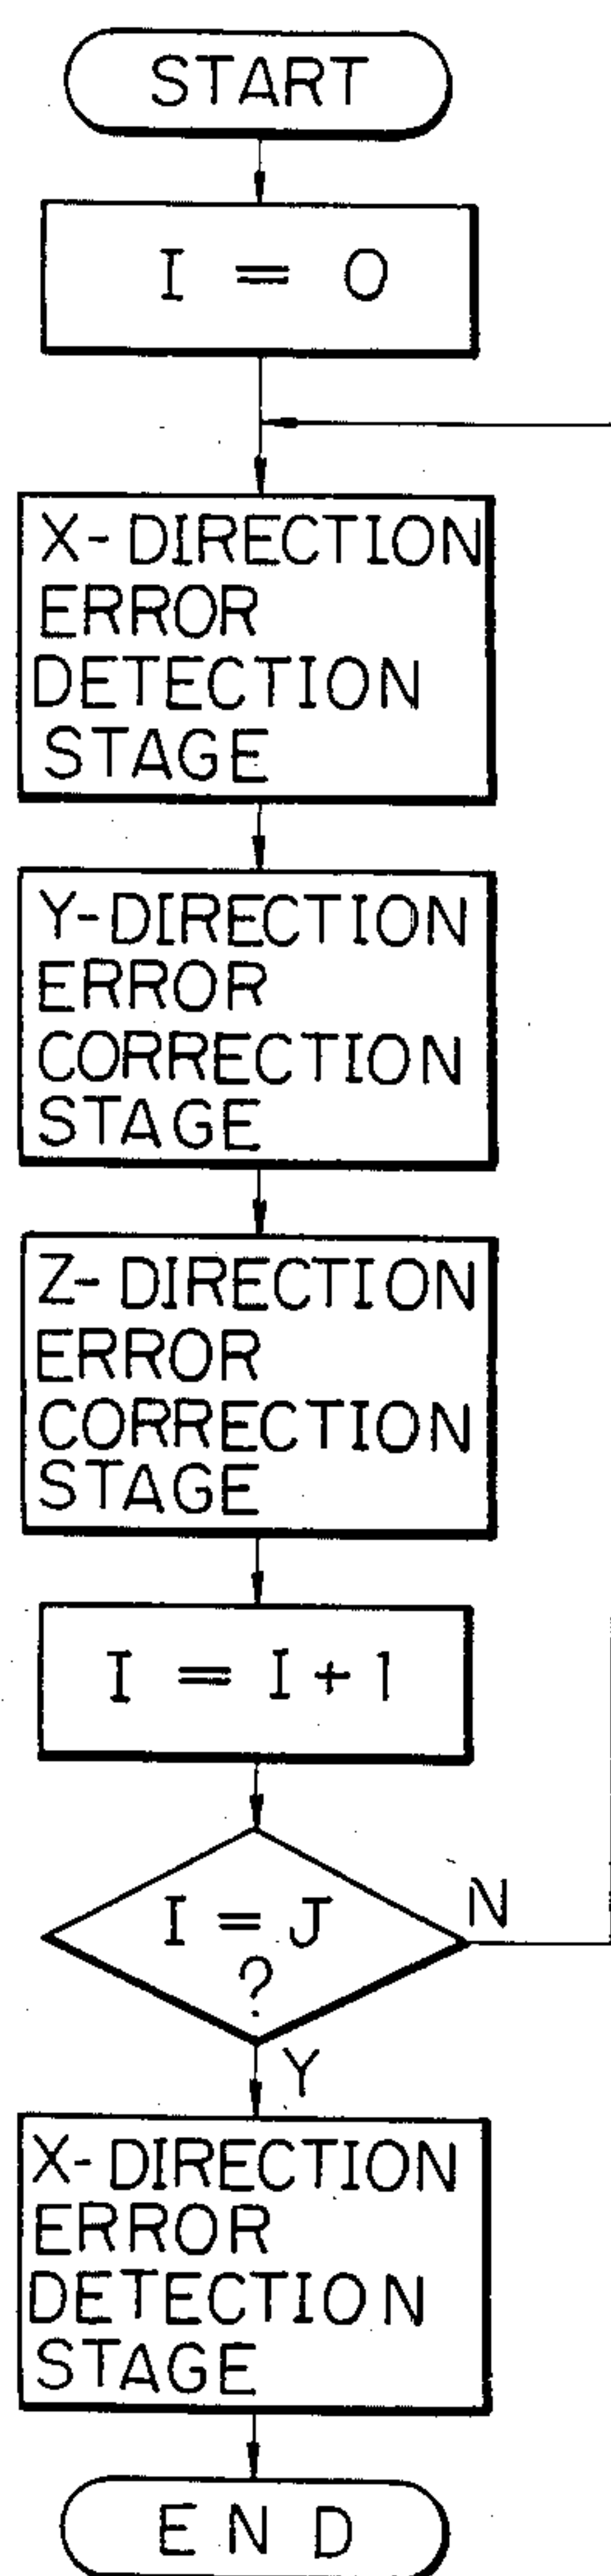 START
I = 0
X-DIRECTION
ERROR
DETECTION
STAGE
Y-DIRECTION
ERROR
CORRECTION
STAGE
Z-DIRECTION
ERROR
CORRECTION
STAGE
I = I+1
I = J
?
N
Y
X-DIRECTION
ERROR
DETECTION
STAGE
END